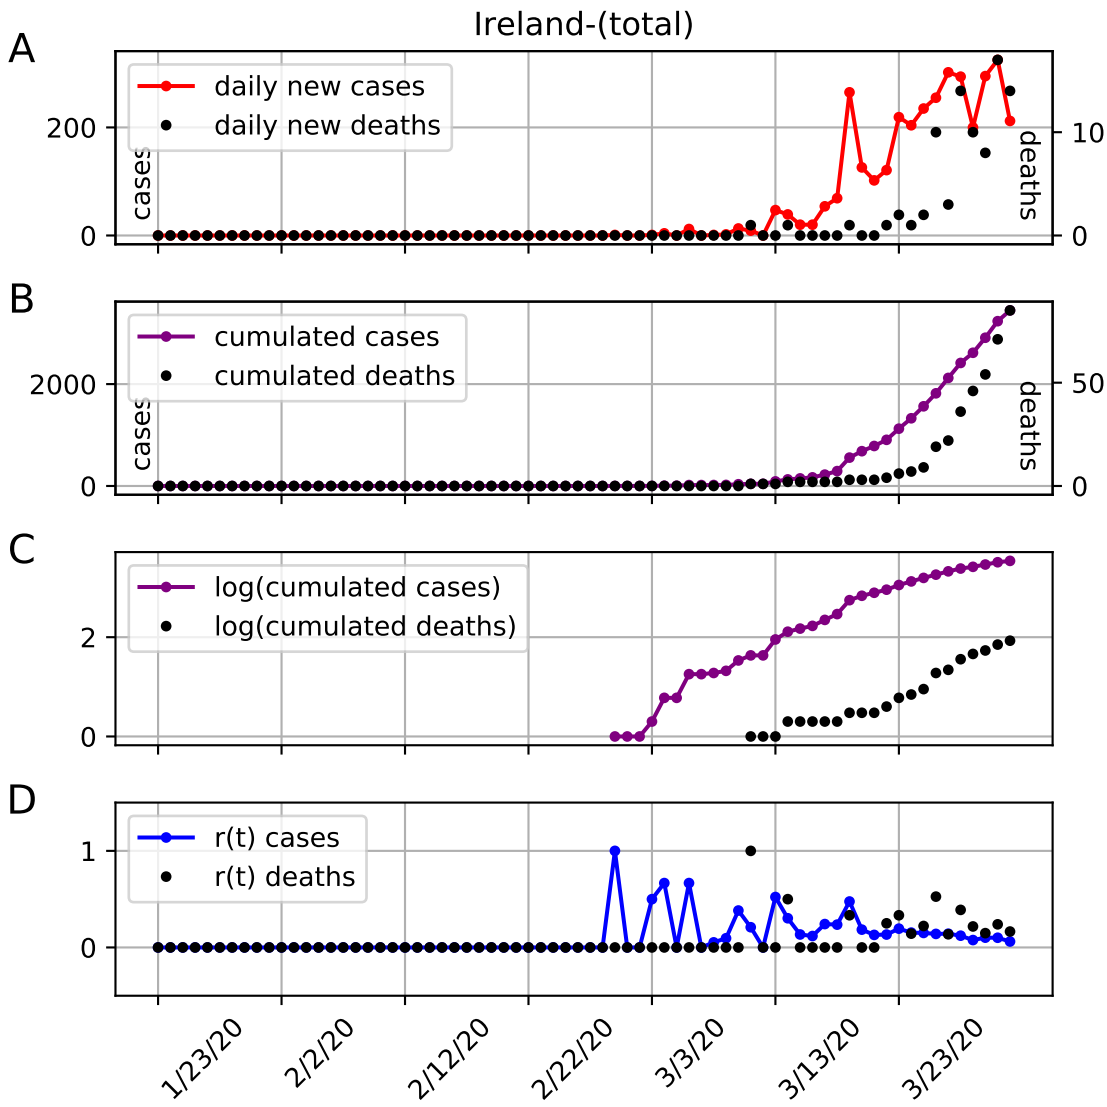 Ireland-(total)
A
daily new cases
daily new deaths
200
0
cases
10
0
deaths
B
cumulated cases
cumulated deaths
2000
0
cases
50
0
deaths
C
log(cumulated cases)
log(cumulated deaths)
2
0
D
r(t) cases
r(t) deaths
1
0
1/23/20
2/2/20
2/12/20
2/22/20
3/3/20
3/13/20
3/23/20